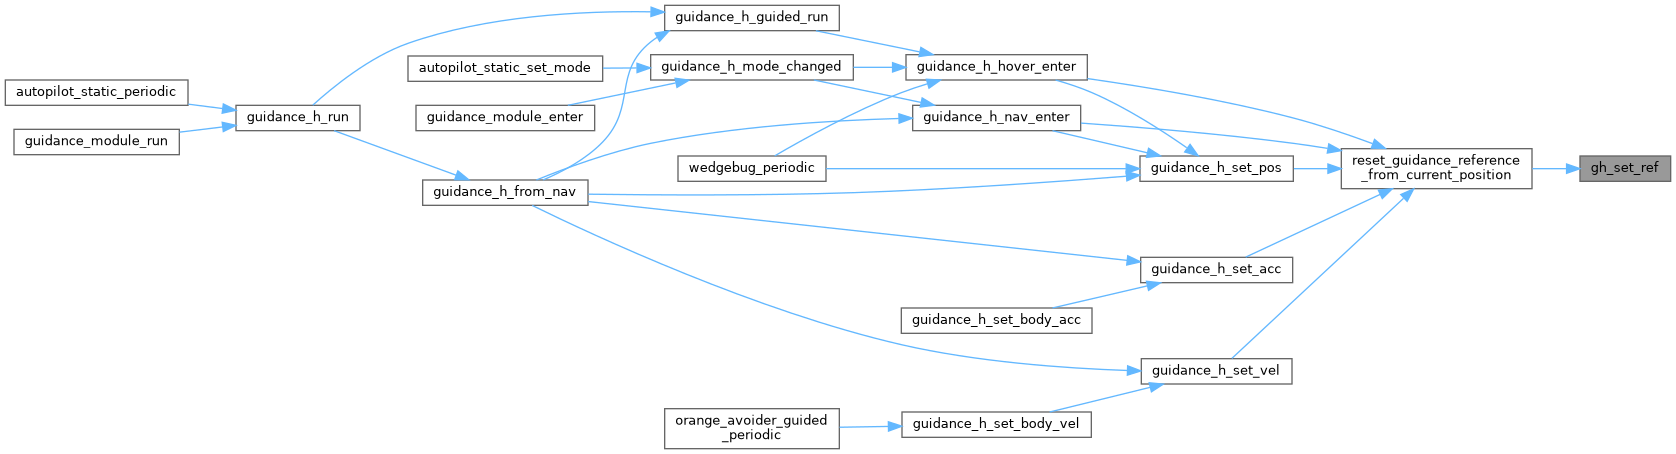 guidance_h_guided_run
autopilot_static_set_mode
guidance_h_mode_changed
guidance_h_hover_enter
autopilot_static_periodic
guidance_h_run
guidance_module_enter
guidance_h_nav_enter
guidance_module_run
wedgebug_periodic
guidance_h_set_pos
reset_guidance_reference
_from_current_position
gh_set_ref
guidance_h_from_nav
guidance_h_set_acc
guidance_h_set_body_acc
guidance_h_set_vel
orange_avoider_guided
_periodic
guidance_h_set_body_vel